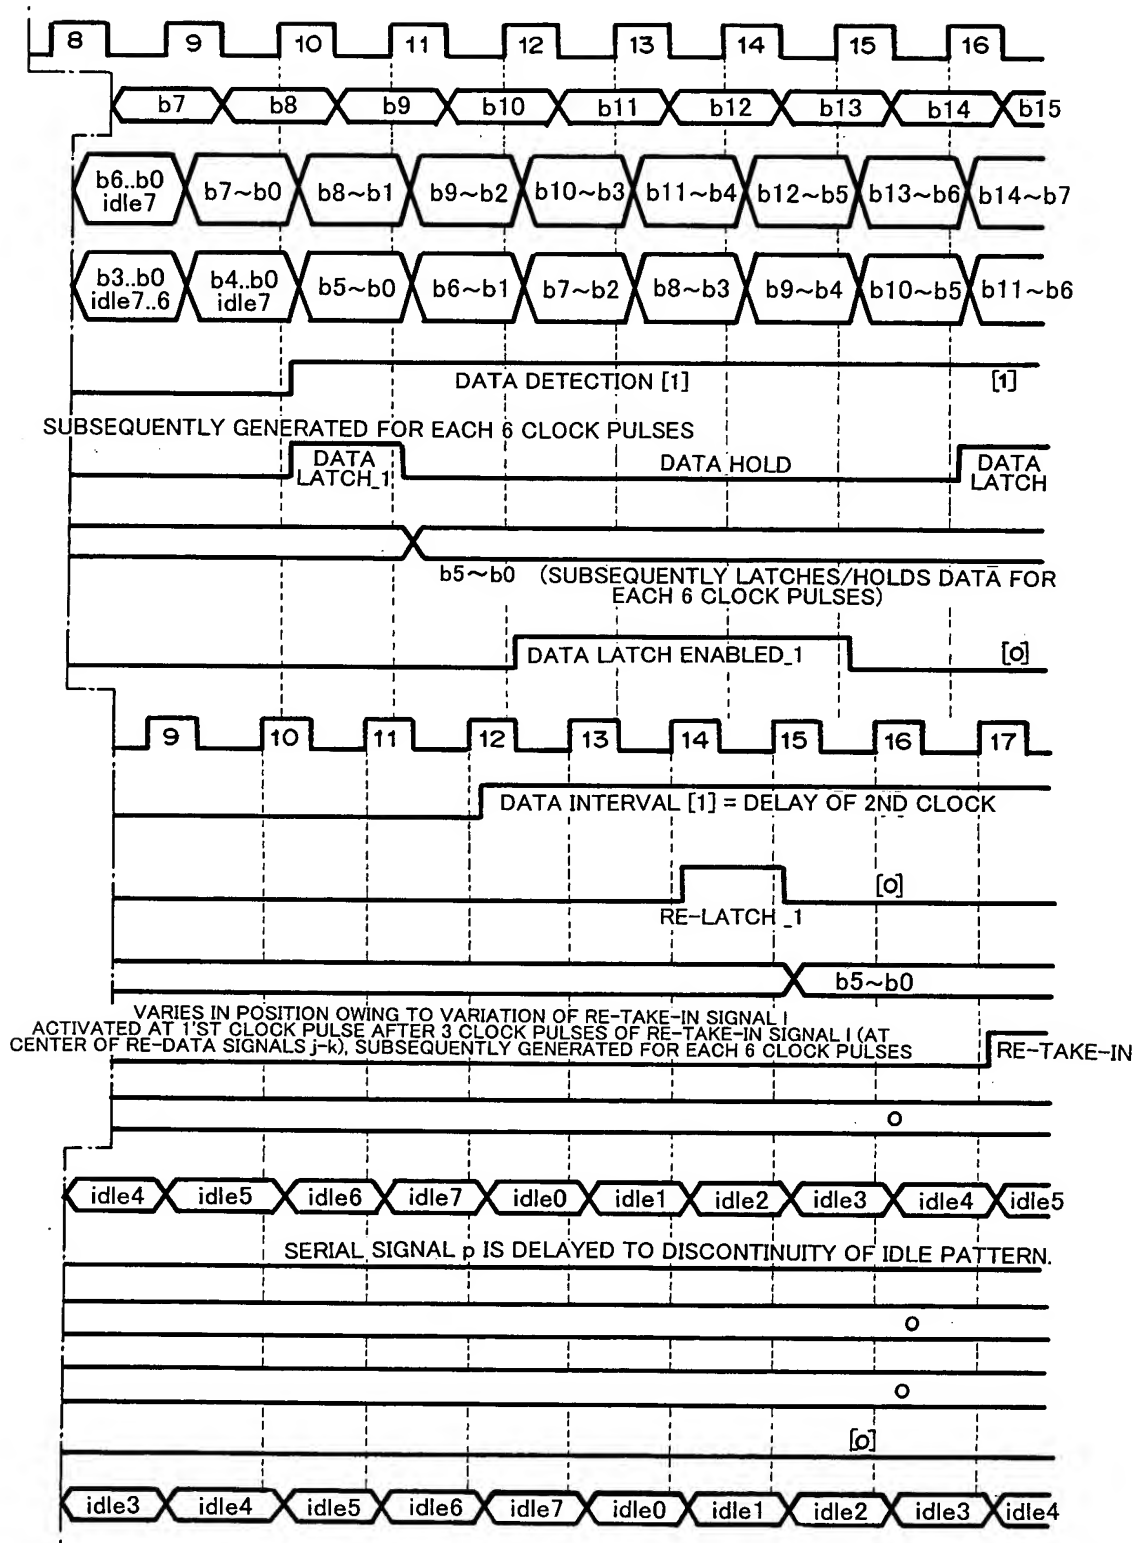 8 9 10 11 12 13 14 15 16
b7 b8 b9 b10 b11 b12 b13 b14 b15
b6..b0 idle7 b7~b0 b8~b1 b9~b2 b10~b3 b11~b4 b12~b5 b13~b6 b14~b7
b3..b0 idle7..6 b4..b0 idle7 b5~b0 b6~b1 b7~b2 b8~b3 b9~b4 b10~b5 b11~b6
DATA DETECTION [1] [1]
SUBSEQUENTLY GENERATED FOR EACH 6 CLOCK PULSES
DATA LATCH_1 DATA HOLD DATA LATCH
b5~b0 (SUBSEQUENTLY LATCHES/HOLDS DATA FOR
EACH 6 CLOCK PULSES)
DATA LATCH ENABLED_1 [0]
9 10 11 12 13 14 15 16 17
DATA INTERVAL [1] = DELAY OF 2ND CLOCK
[0]
RE-LATCH _1
b5~b0
VARIES IN POSITION OWING TO VARIATION OF RE-TAKE-IN SIGNAL l
ACTIVATED AT 1'ST CLOCK PULSE AFTER 3 CLOCK PULSES OF RE-TAKE-IN SIGNAL l (AT
CENTER OF RE-DATA SIGNALS j-k), SUBSEQUENTLY GENERATED FOR EACH 6 CLOCK PULSES
RE-TAKE-IN
0
idle4 idle5 idle6 idle7 idle0 idle1 idle2 idle3 idle4 idle5
SERIAL SIGNAL p IS DELAYED TO DISCONTINUITY OF IDLE PATTERN.
0
0
[0]
idle3 idle4 idle5 idle6 idle7 idle0 idle1 idle2 idle3 idle4